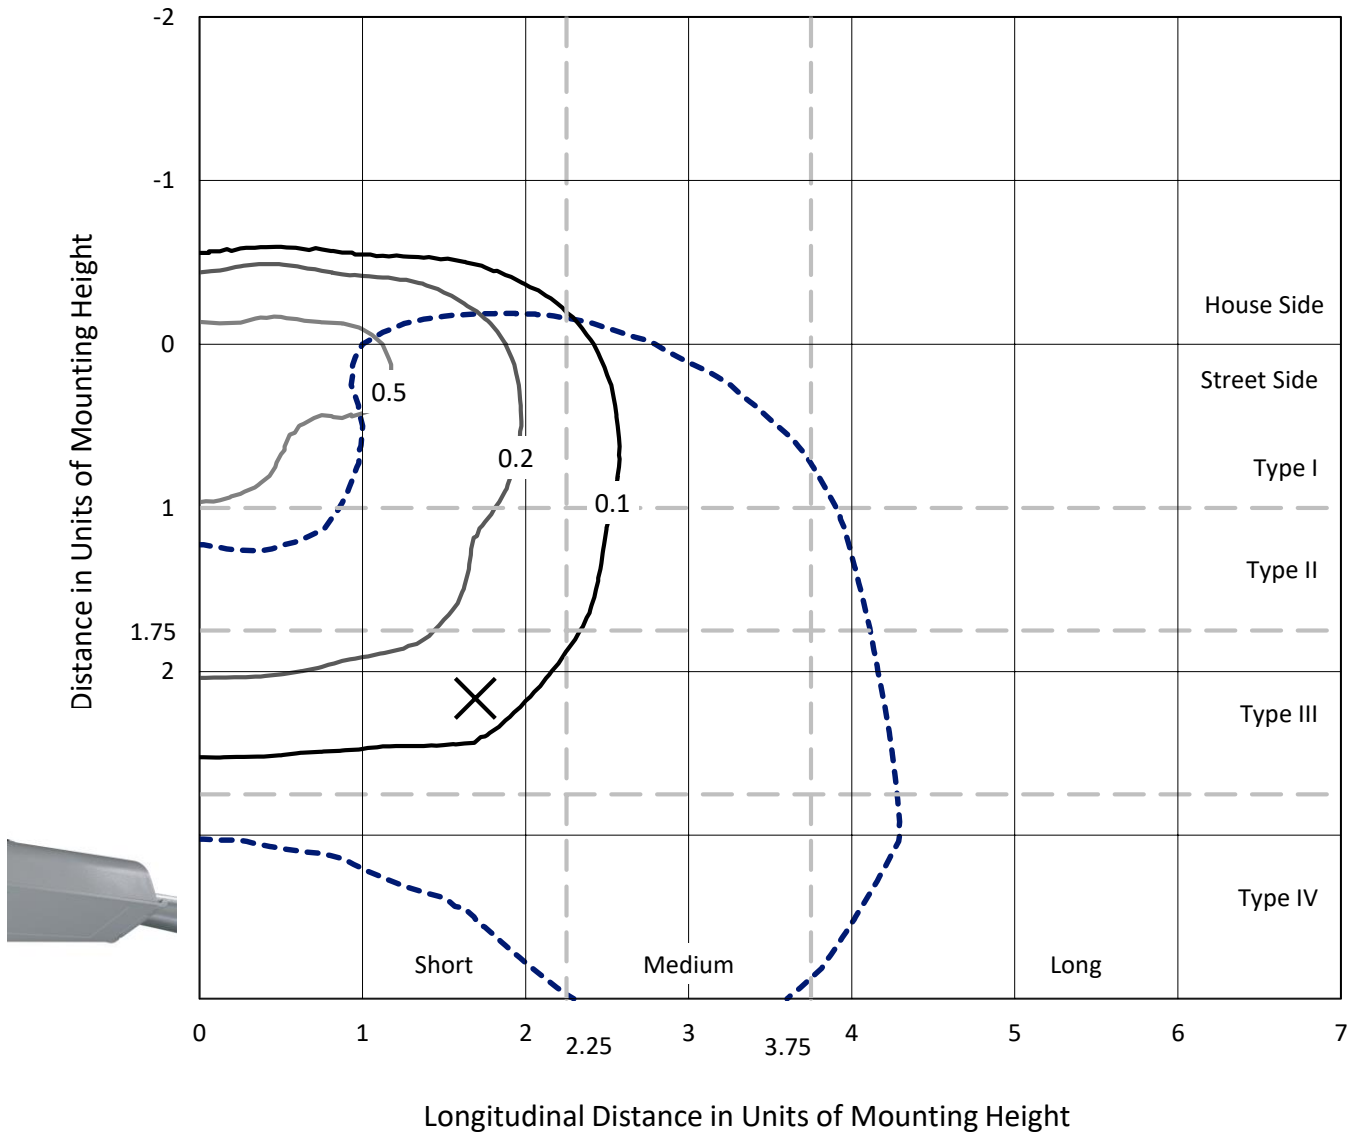 -2
-1
0
1
1.75
2
Distance in Units of Mounting Height
House Side
Street Side
Type I
Type II
Type III
Type IV
0.5
0.2
0.1
Short
Medium
Long
0
1
2
2.25
3
3.75
4
5
6
7
Longitudinal Distance in Units of Mounting Height